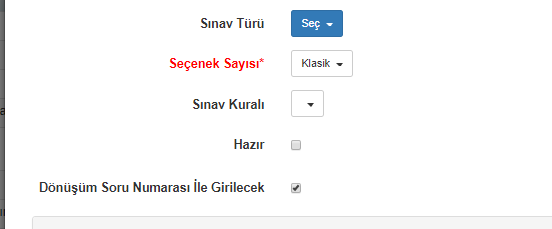 Sınav Türü Seç
Seçenek Sayısı* Klasik
Sınav Kuralı
Hazır
Dönüşüm Soru Numarası İle Girilecek